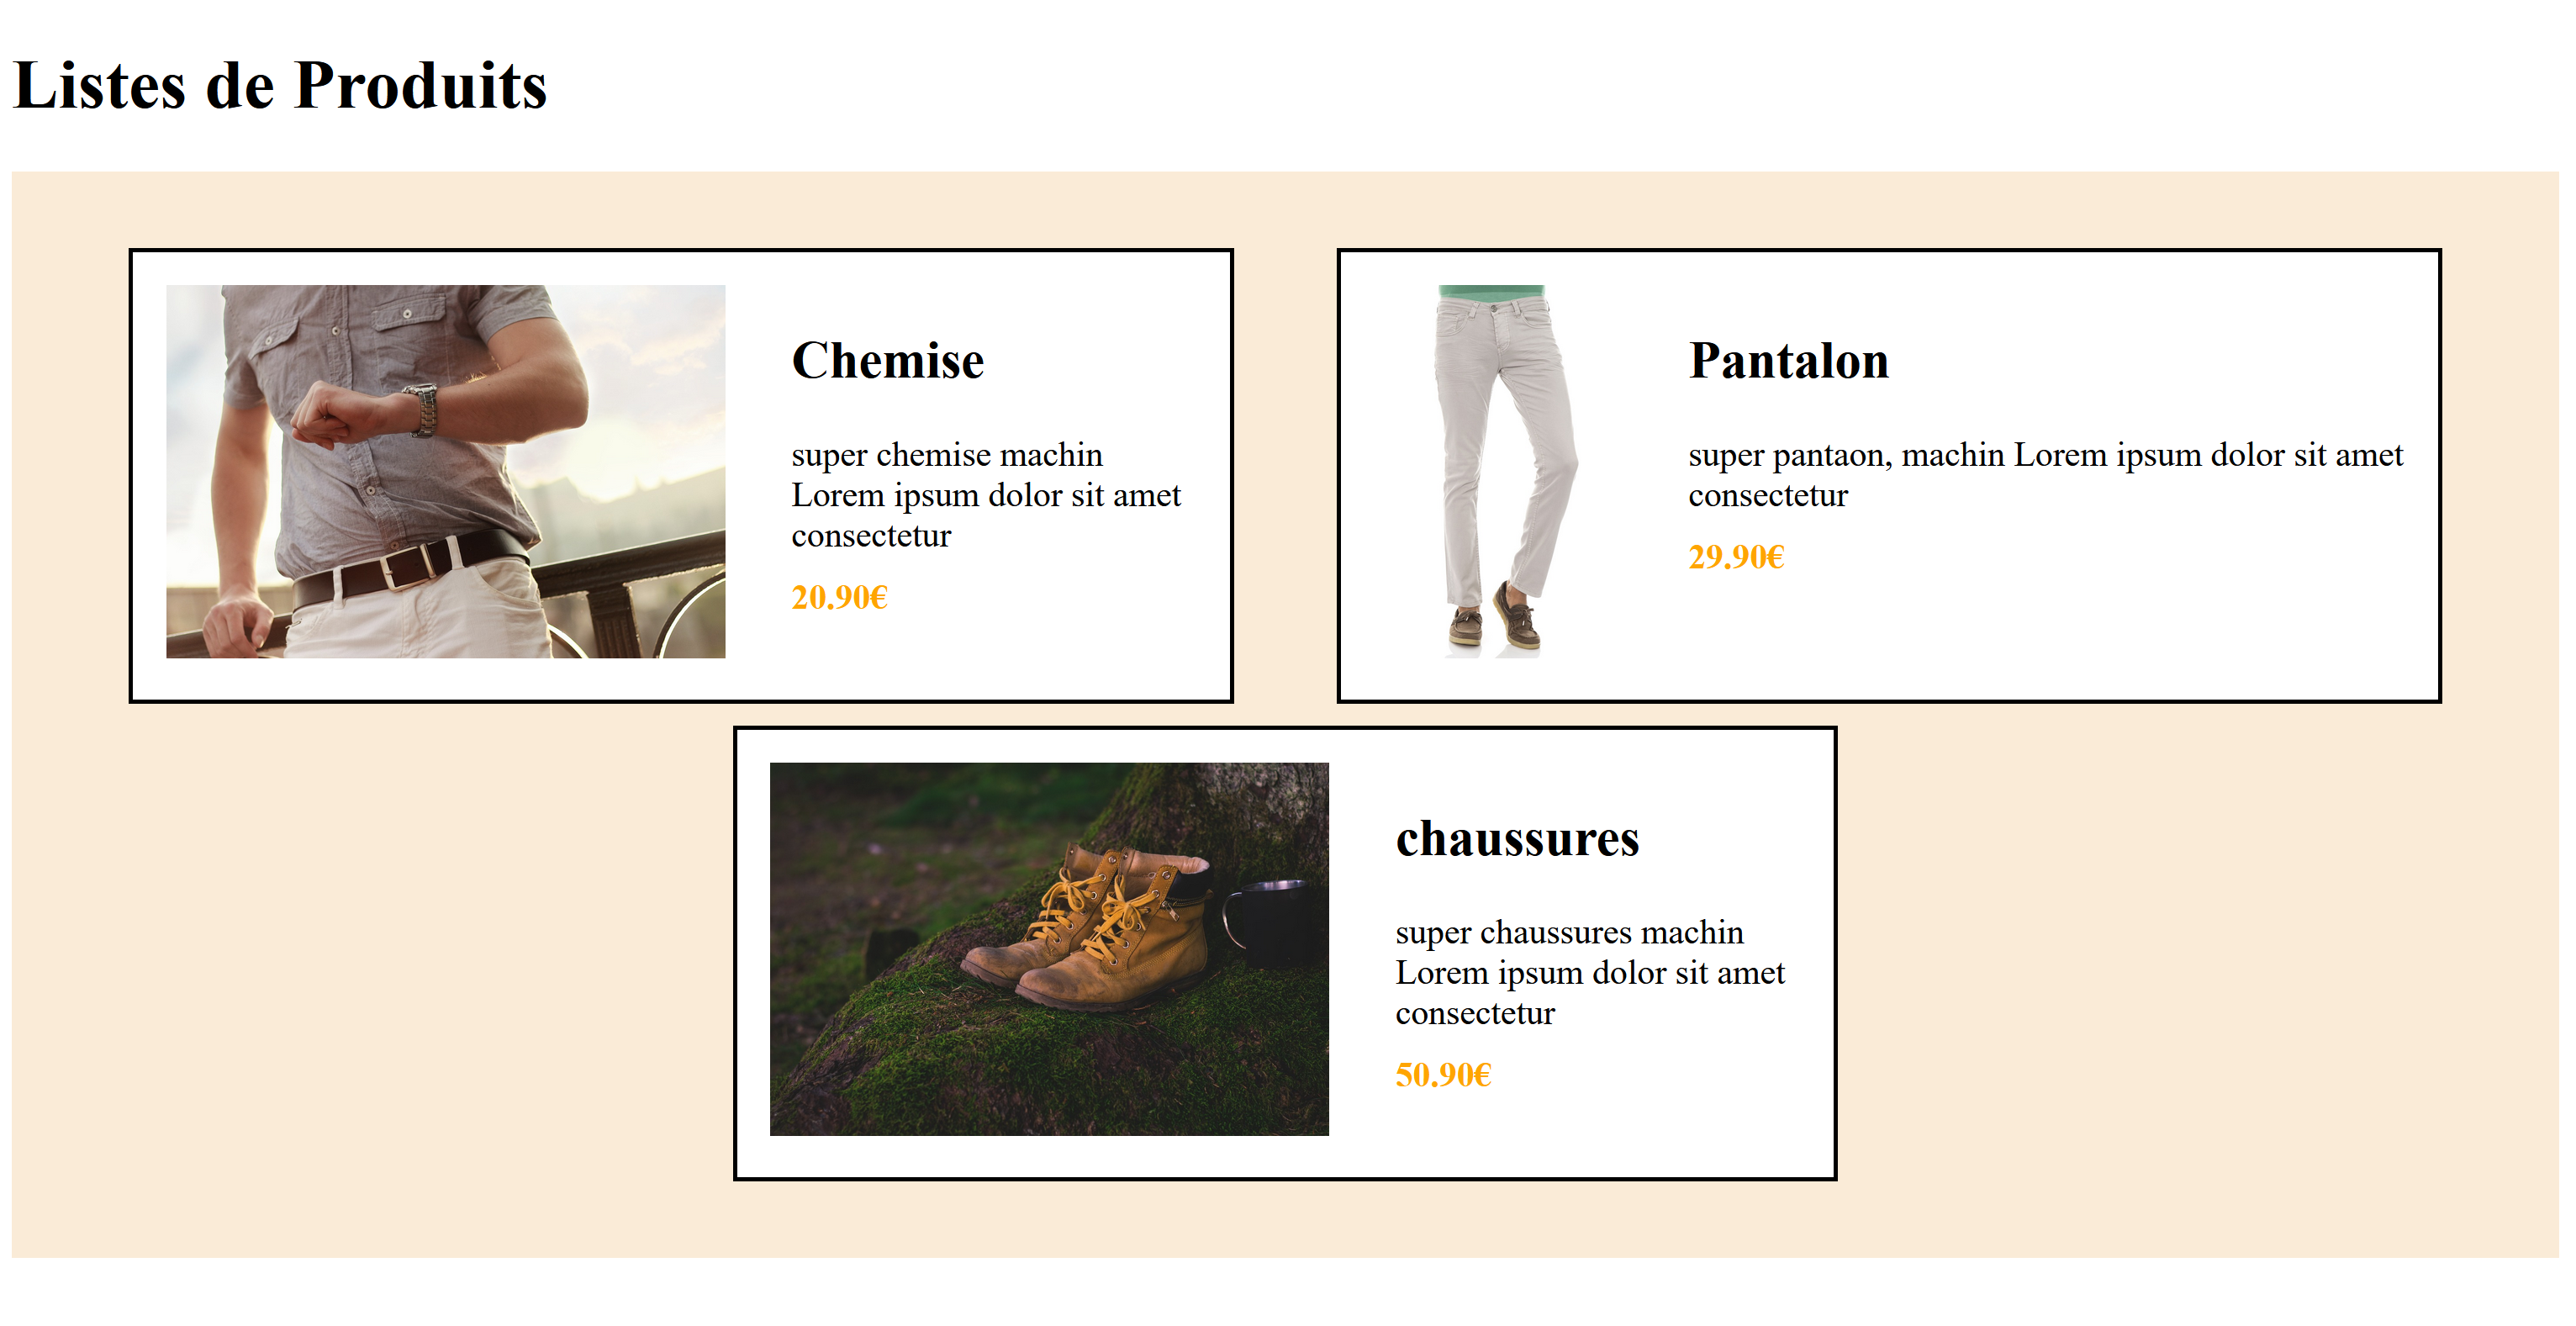 Listes de Produits
Chemise
super chemise machin
Lorem ipsum dolor sit amet
consectetur
20.90€
Pantalon
super pantaon, machin Lorem ipsum dolor sit amet
consectetur
29.90€
chaussures
super chaussures machin
Lorem ipsum dolor sit amet
consectetur
50.90€